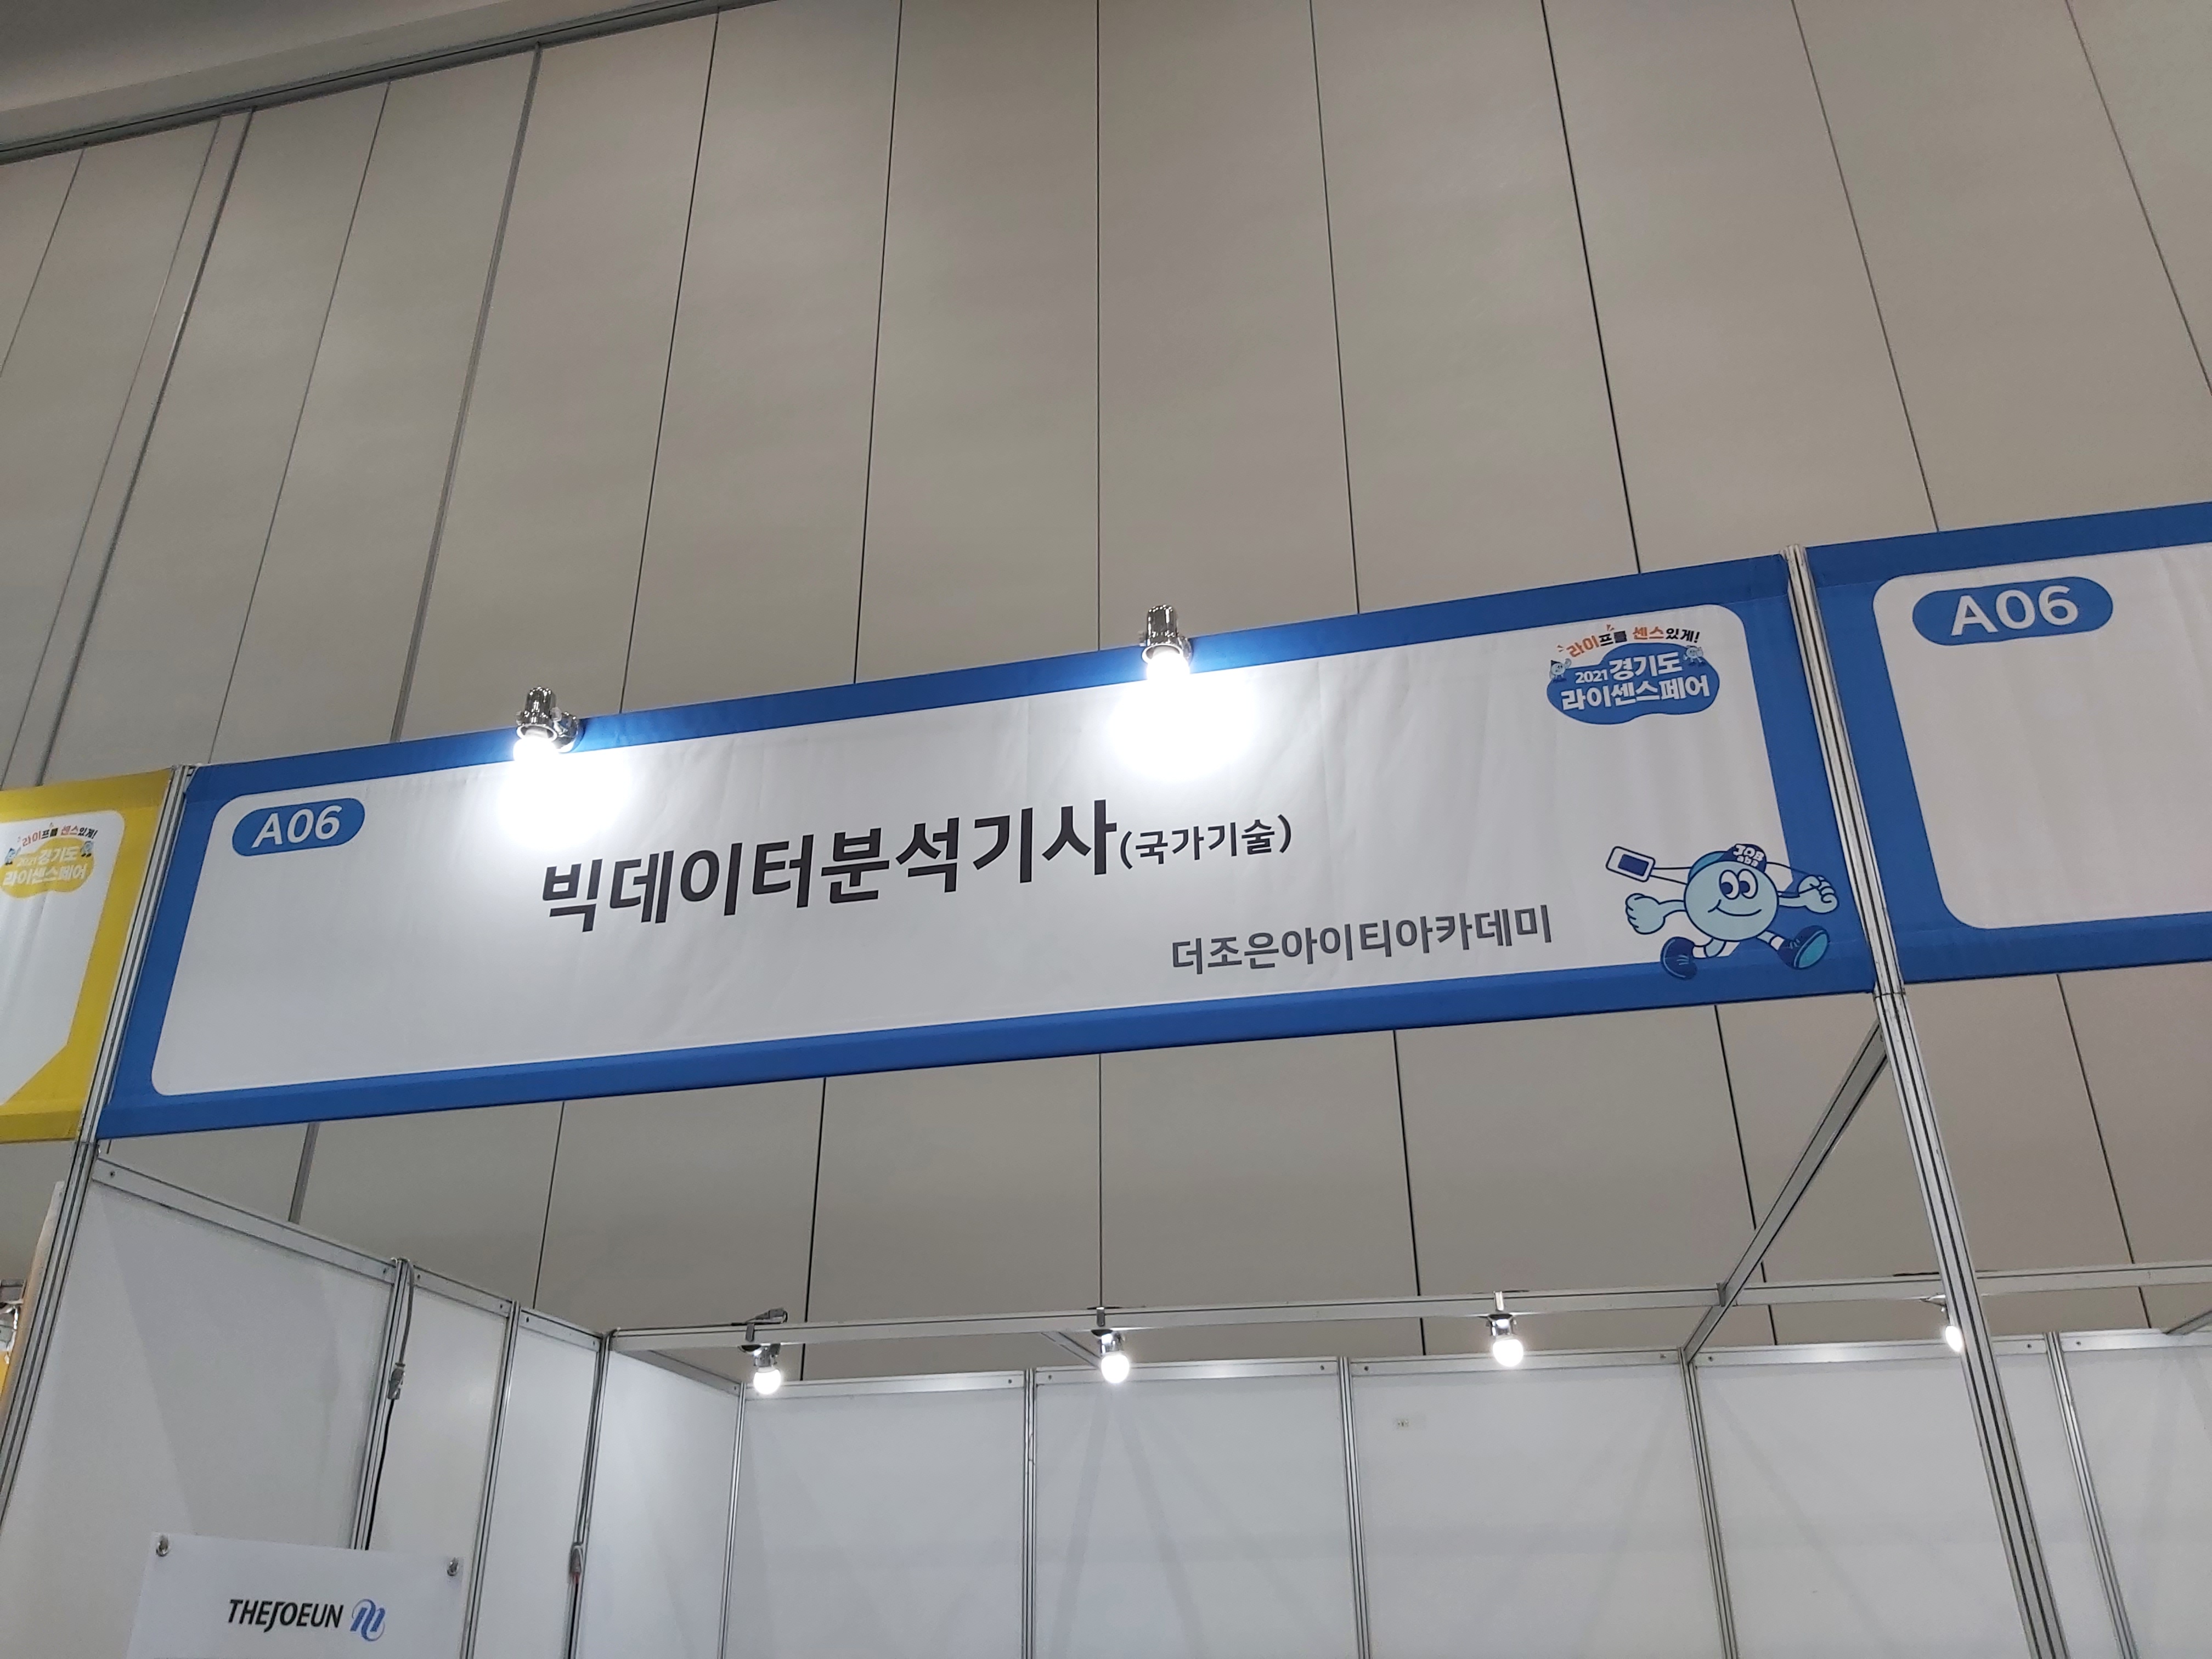 라이프를 센스있게!
2021 경기도
라이센스페어
A06
빅데이터분석기사(국가기술)
더조은아이티아카데미
라이프를 센스있게!
2021 경기도
라이센스페어
JOB
aba
A06
THEJOEUN